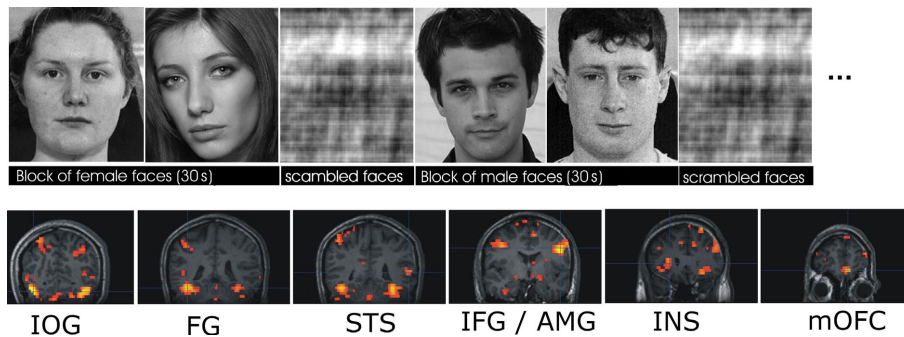 ...
Block of female faces (30 s) scambled faces Block of male faces (30 s) scrambled faces
IOG FG STS IFG / AMG INS mOFC